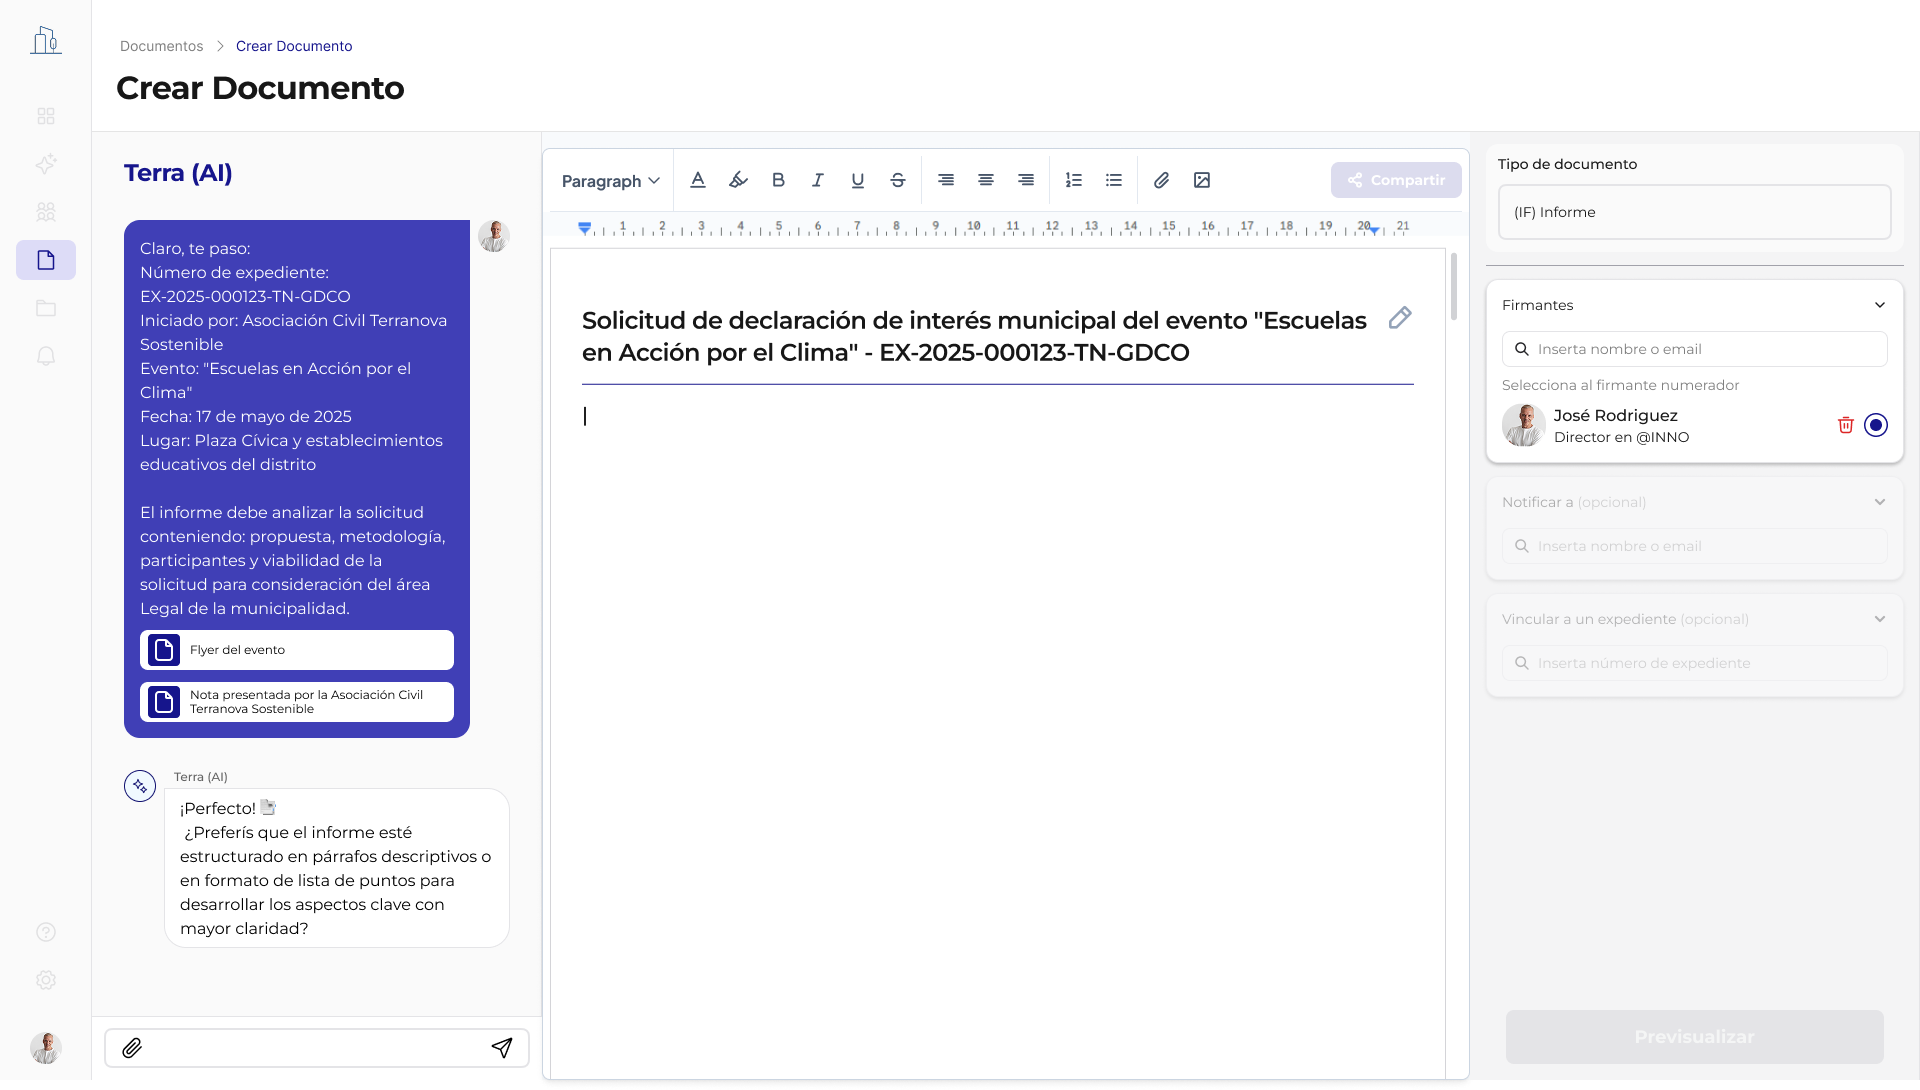 Documentos
Crear Documento
Crear Documento
Terra (AI)
Claro, te paso:
Número de expediente:
EX-2025-000123-TN-GDCO
Iniciado por: Asociación Civil Terranova
Sostenible
Evento: "Escuelas en Acción por el
Clima"
Fecha: 17 de mayo de 2025
Lugar: Plaza Cívica y establecimientos
educativos del distrito
El informe debe analizar la solicitud
conteniendo: propuesta, metodología,
participantes y viabilidad de la
solicitud para consideración del área
Legal de la municipalidad.
Flyer del evento
Nota presentada por la Asociación Civil
Terranova Sostenible
Terra (AI)
¡Perfecto!
¿Preferís que el informe esté
estructurado en párrafos descriptivos o
en formato de lista de puntos para
desarrollar los aspectos clave con
mayor claridad?
Paragraph
Compartir
1 2 3 4 5 6 7 8 9 10 11 12 13 14 15 16 17 18 19 20 21
Solicitud de declaración de interés municipal del evento "Escuelas
en Acción por el Clima" - EX-2025-000123-TN-GDCO
Tipo de documento
(IF) Informe
Firmantes
Inserta nombre o email
Selecciona al firmante numerador
José Rodriguez
Director en @INNO
Notificar a (opcional)
Inserta nombre o email
Vincular a un expediente (opcional)
Inserta número de expediente
Previsualizar